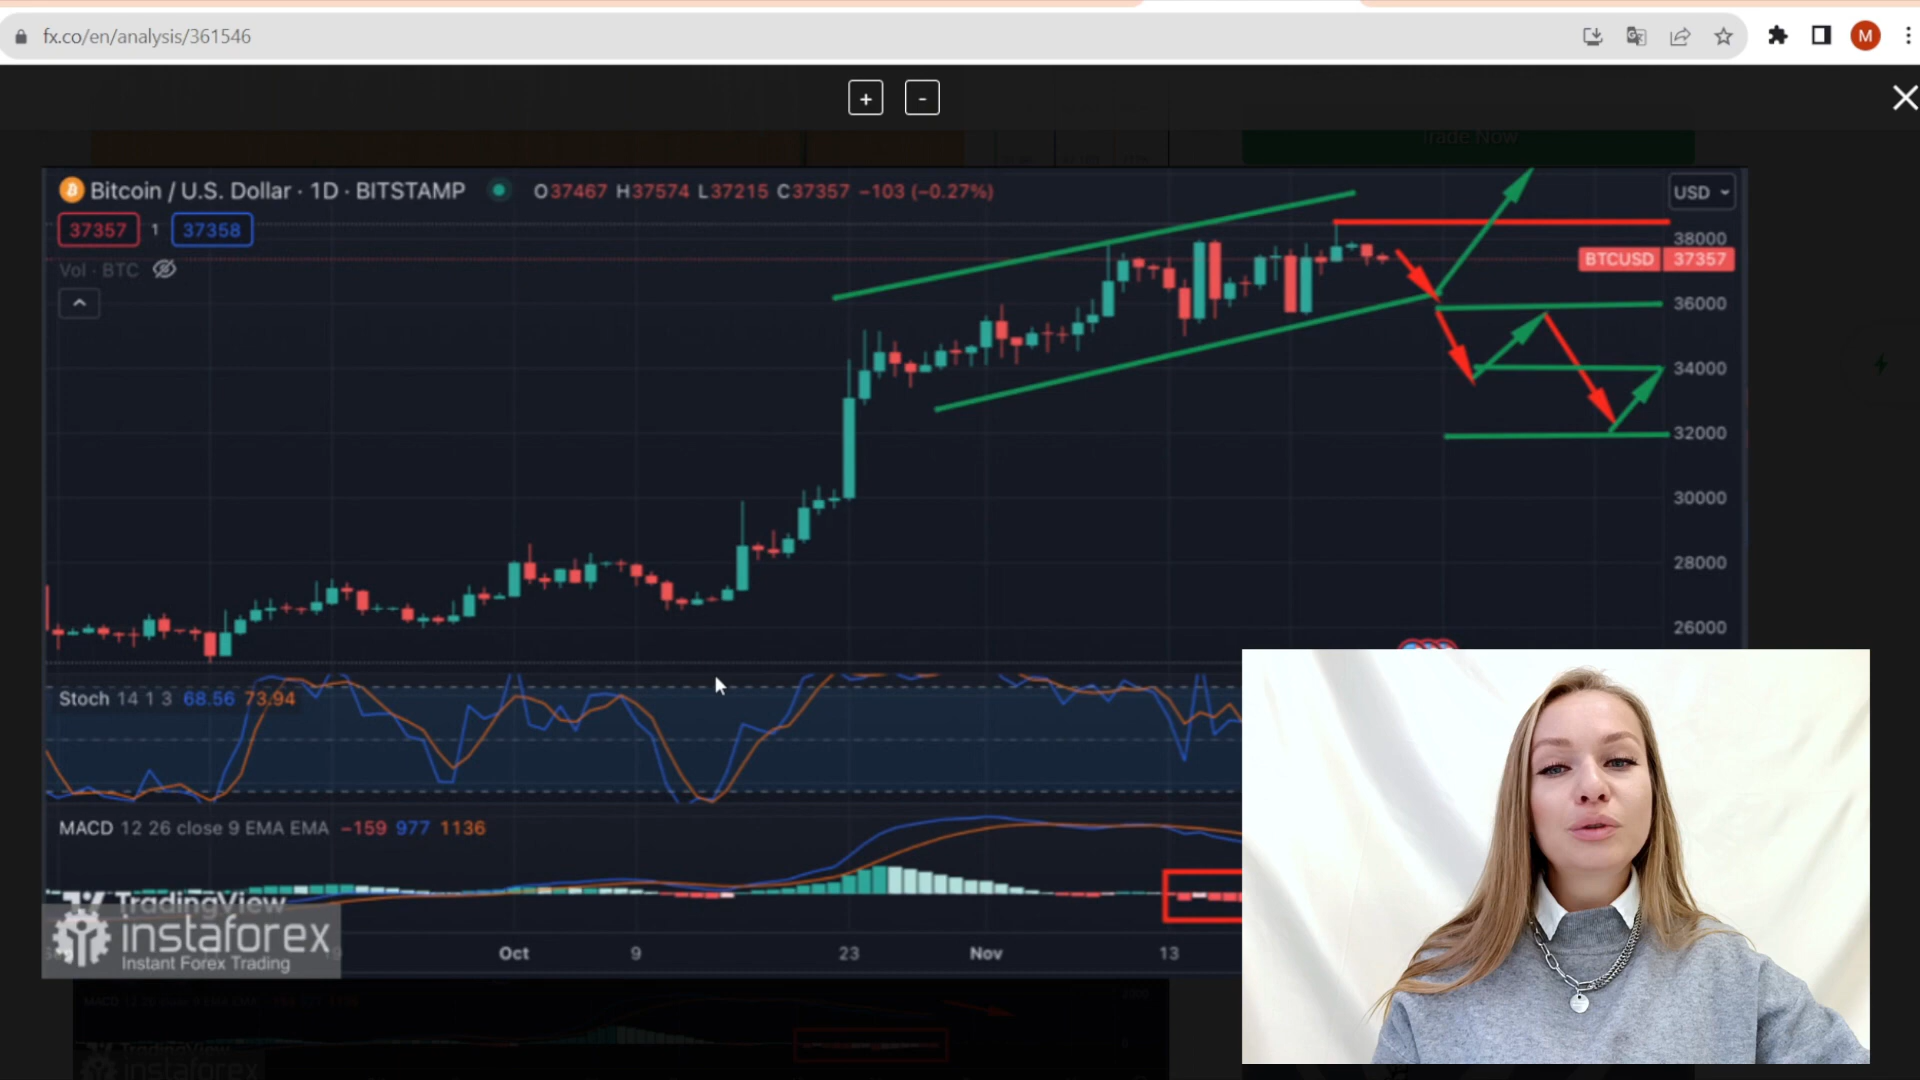 fx.co/en/analysis/361546
M
+
-
Trade Now
Bitcoin / U.S. Dollar · 1D · BITSTAMP
O37467 H37574 L37215 C37357 −103 (−0.27%)
USD
37357
1
37358
Vol · BTC
38000
BTCUSD 37357
36000
34000
32000
30000
28000
26000
Stoch 14 1 3 68.56 73.94
MACD 12 26 close 9 EMA EMA −159 977 1136
TradingView
instaforex
Instant Forex Trading
Oct
9
23
Nov
13
instaforex